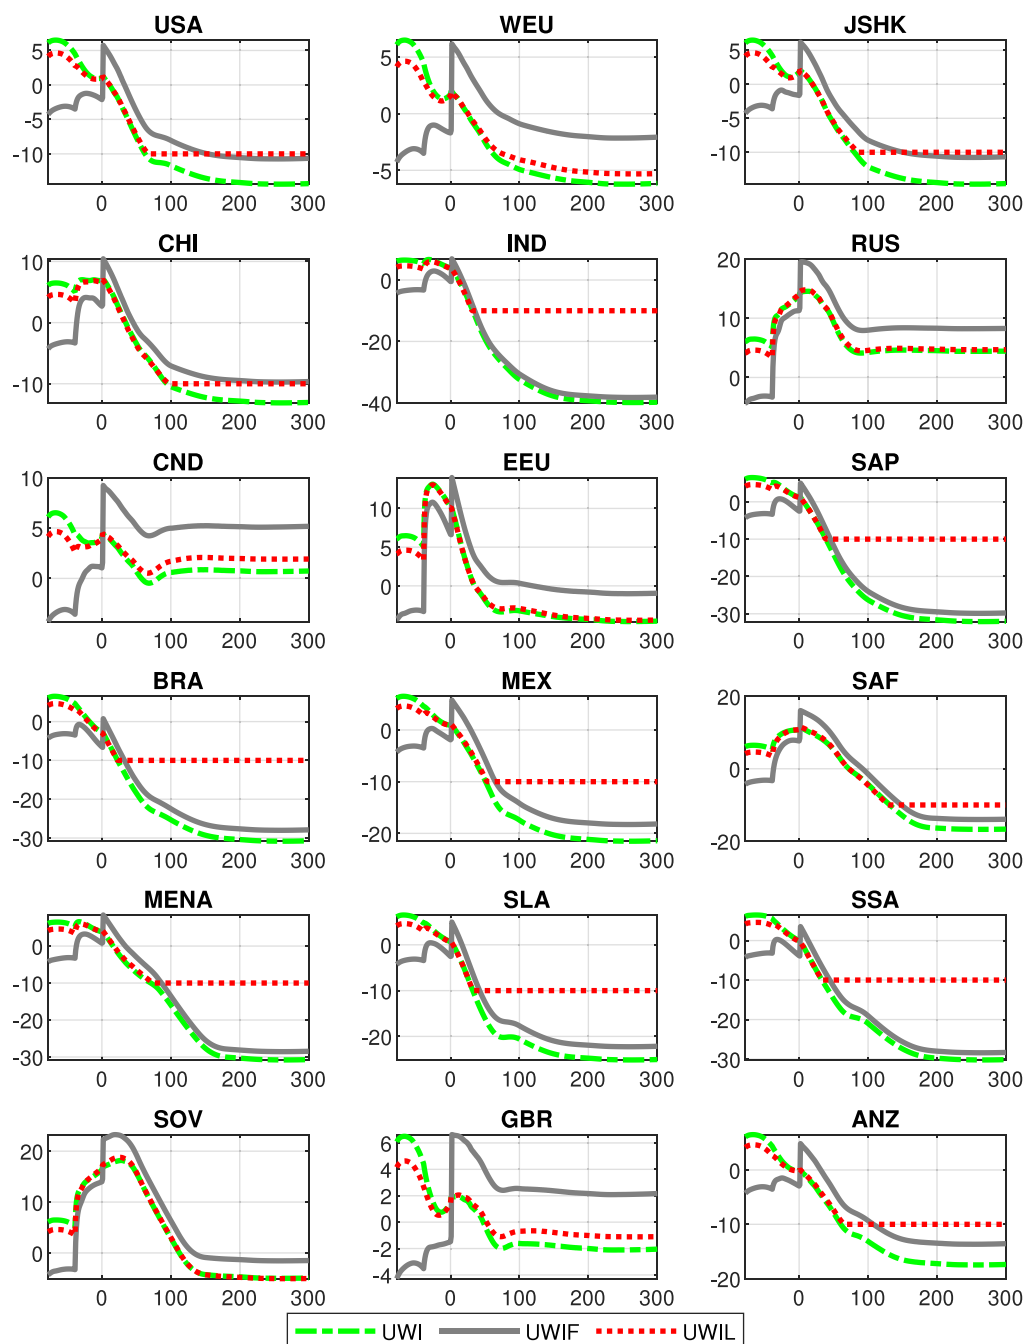 USA WEU JSHK
5 5 5
0 0 0
-5 -5 -5
-10 -10
0 100 200 300 0 100 200 300 0 100 200 300
CHI IND RUS
10 0 20
0 -20 10
-10 -40 0
0 100 200 300 0 100 200 300 0 100 200 300
CND EEU SAP
10 10 0
5 5 -10
0 0 -20
-30
0 100 200 300 0 100 200 300 0 100 200 300
BRA MEX SAF
0 0 20
-10 -10 0
-20 -20 -20
-30
0 100 200 300 0 100 200 300 0 100 200 300
MENA SLA SSA
0 0 0
-10 -10 -10
-20 -20 -20
-30 -30
0 100 200 300 0 100 200 300 0 100 200 300
SOV GBR ANZ
20 6 0
10 4 -10
0 2 -20
0
-2
-4
0 100 200 300 0 100 200 300 0 100 200 300
UWI UWIF UWIL